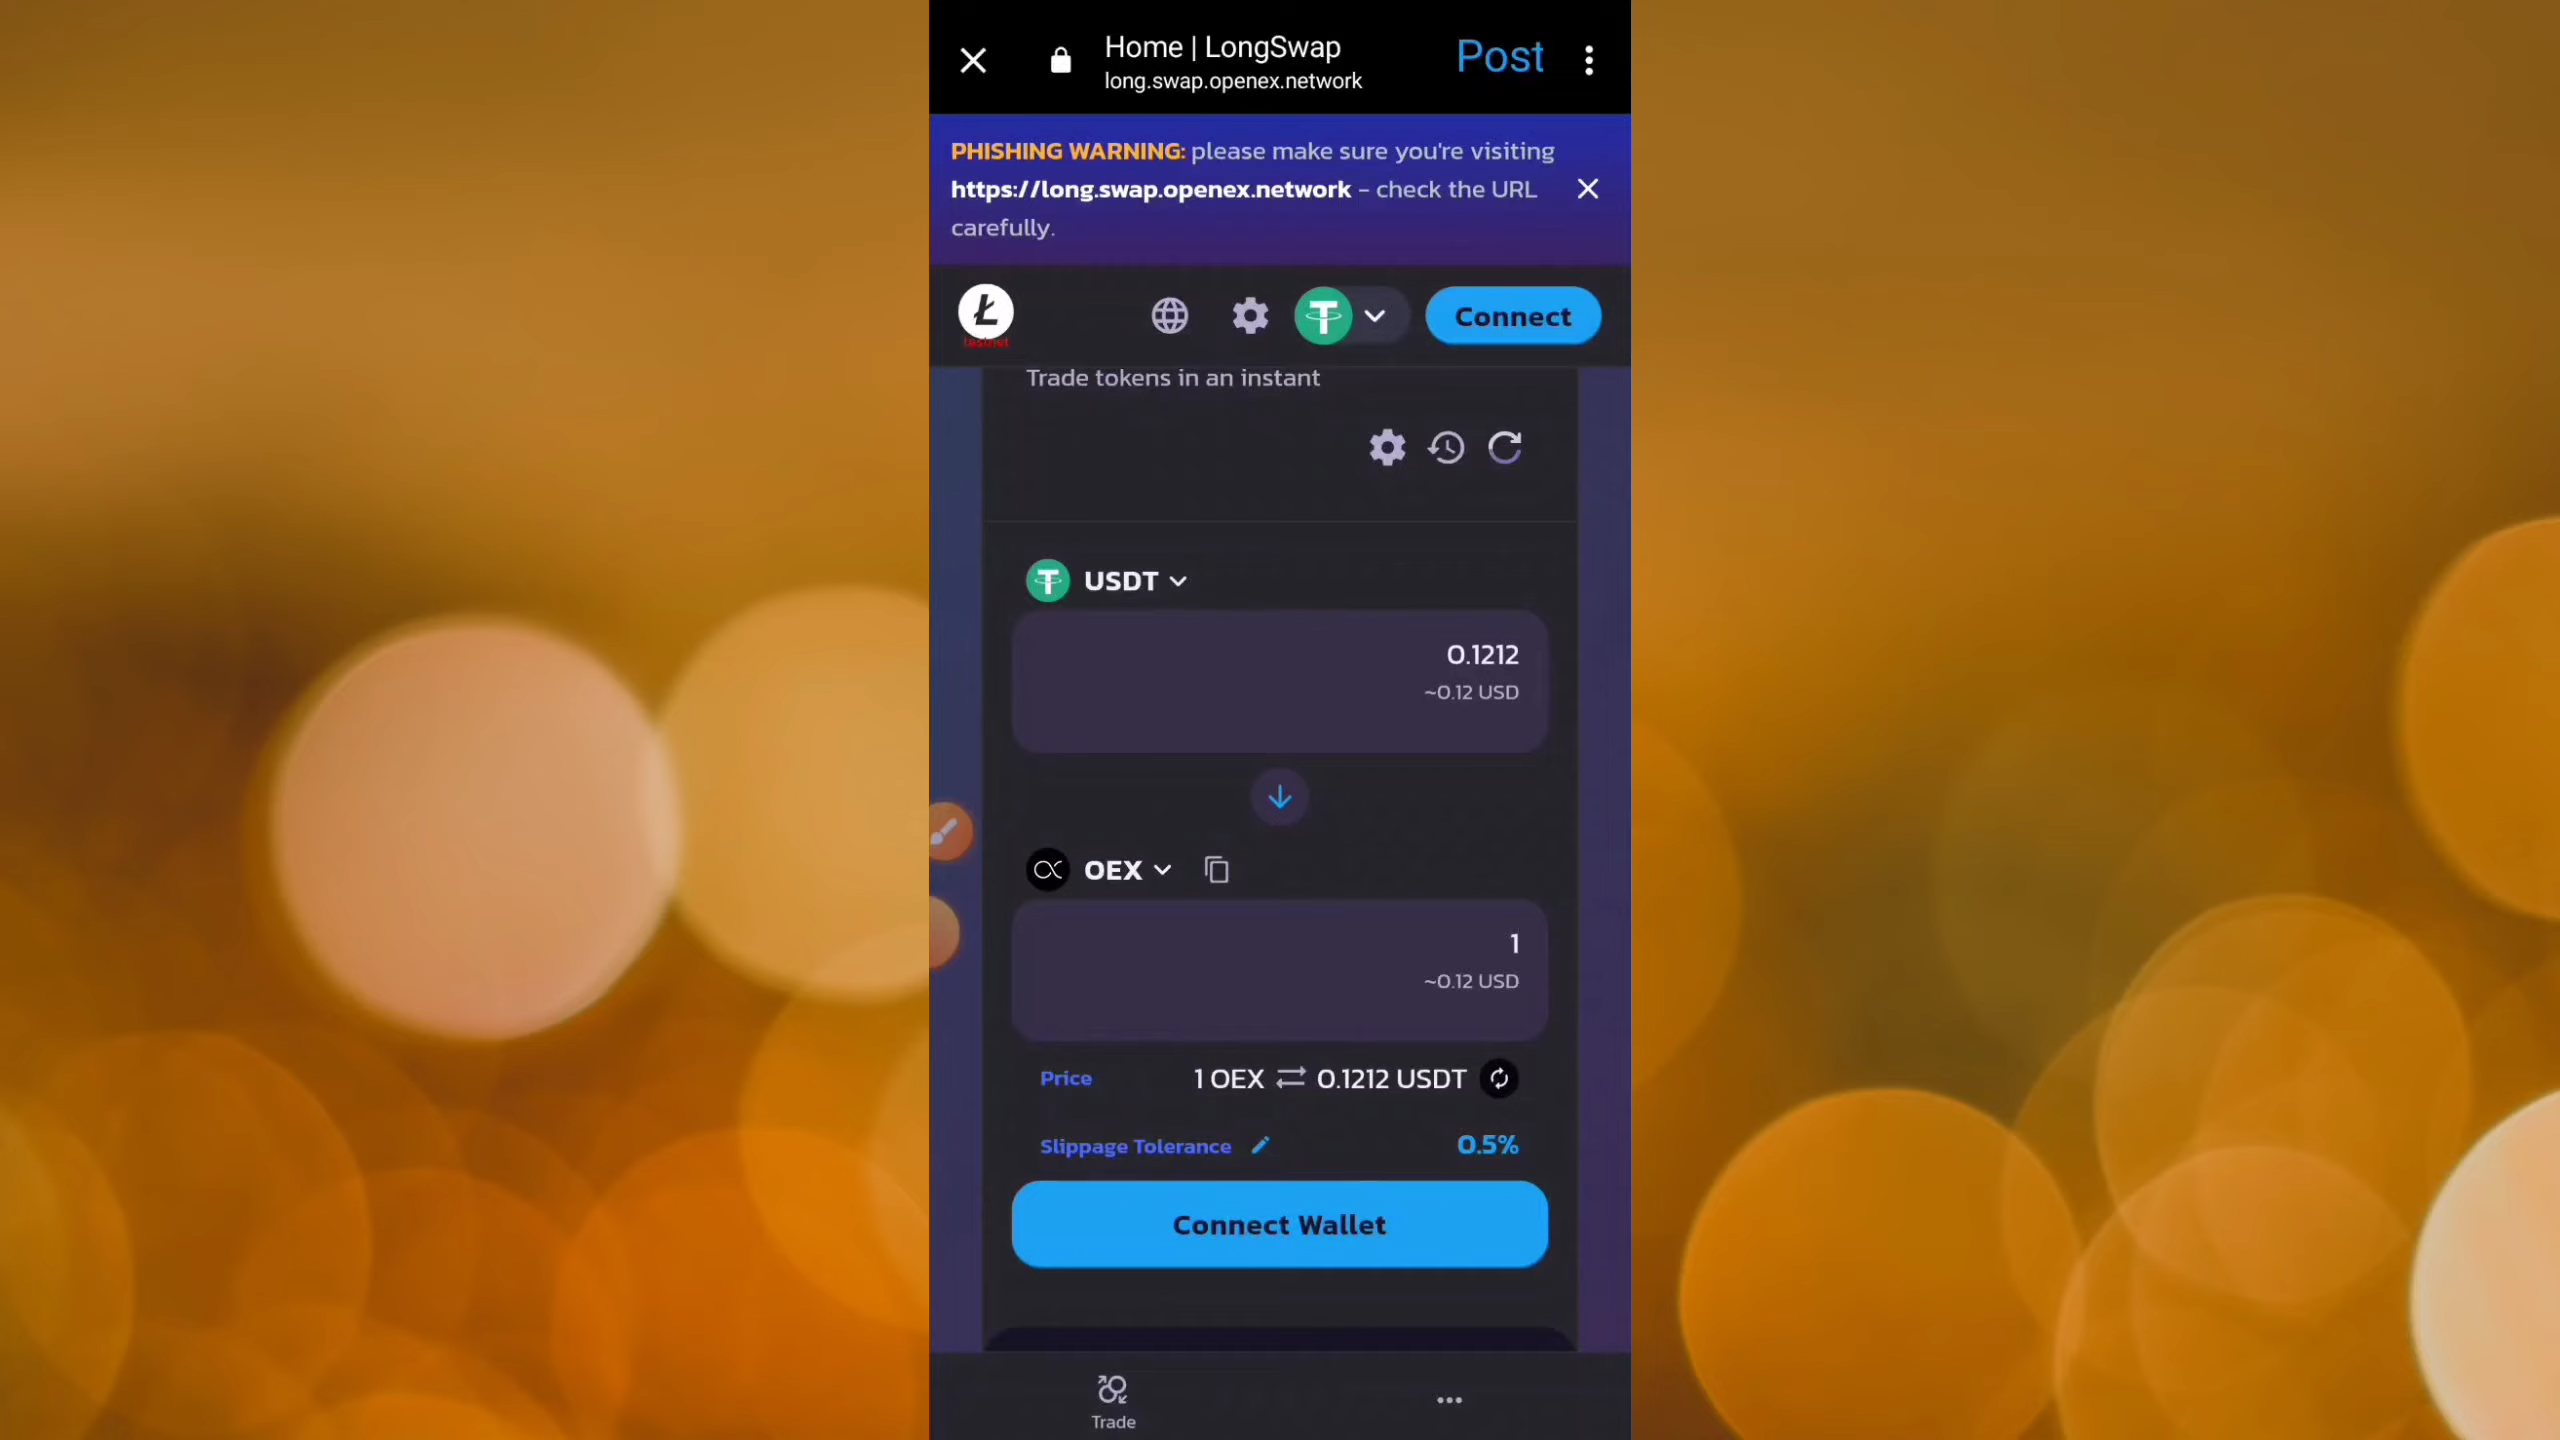 Home | LongSwap
long.swap.openex.network
Post
PHISHING WARNING: please make sure you're visiting
https://long.swap.openex.network - check the URL
carefully.
testnet
Connect
Trade tokens in an instant
USDT
0.1212
~0.12 USD
OEX
1
~0.12 USD
Price
1 OEX ⇄ 0.1212 USDT
Slippage Tolerance
0.5%
Connect Wallet
Trade